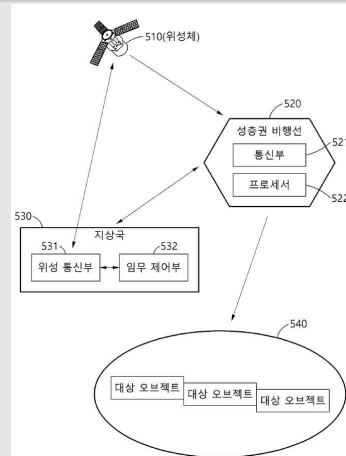 510(위성체)
520
성층권 비행선
521
통신부
프로세서
522
530
지상국
531
532
위성 통신부
임무 제어부
540
대상 오브젝트
대상 오브젝트
대상 오브젝트